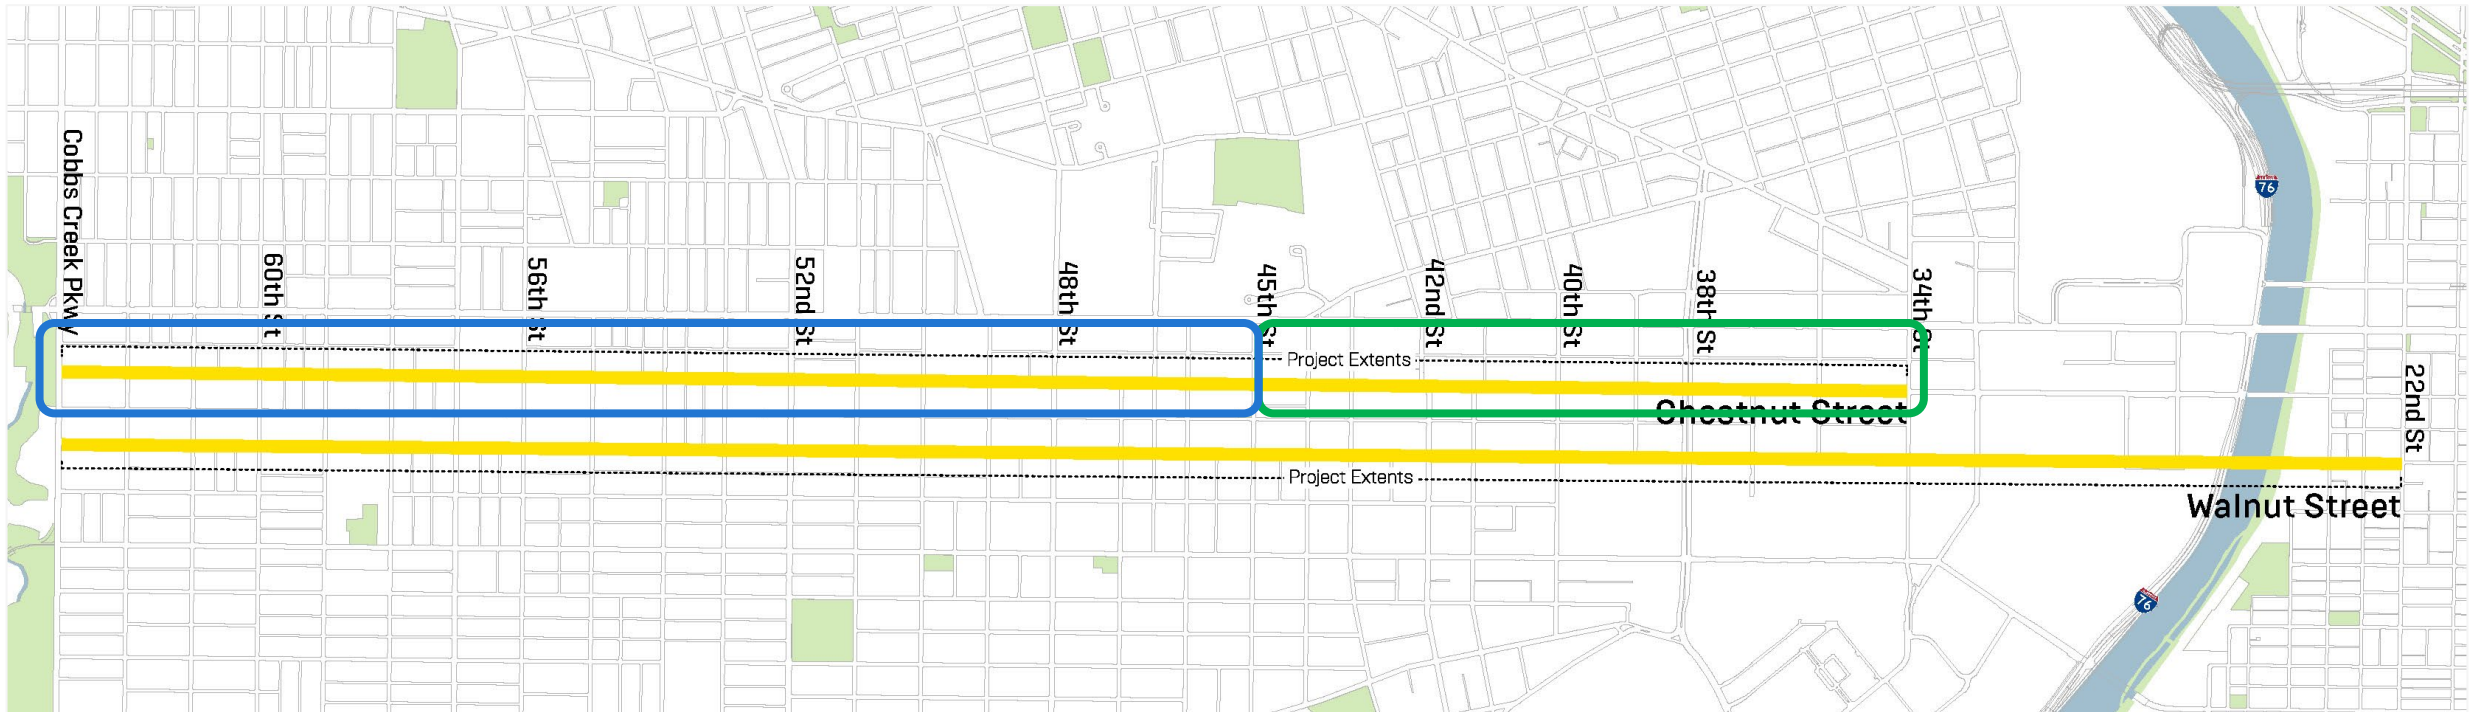 Cobbs Creek Pkwy
60th St
56th St
52nd St
48th St
45th St
42nd St
40th St
38th St
34th St
22nd St
76
Project Extents
Chestnut Street
Project Extents
Walnut Street
76